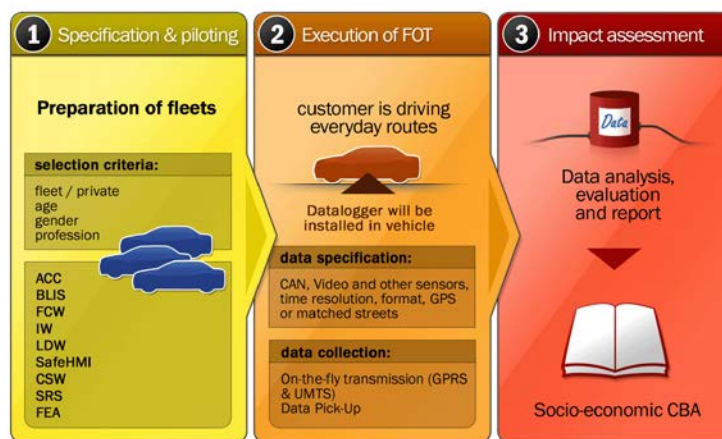 1 Specification & piloting
Preparation of fleets
selection criteria:
fleet / private
age
gender
profession
ACC
BLIS
FCW
IW
LDW
SafeHMI
CSW
SRS
FEA
2 Execution of FOT
customer is driving
everyday routes
Datalogger will be
installed in vehicle
data specification:
CAN, Video and other sensors,
time resolution, format, GPS
or matched streets
data collection:
On-the-fly transmission (GPRS
& UMTS)
Data Pick-Up
3 Impact assessment
Data
Data analysis,
evaluation
and report
Socio-economic CBA